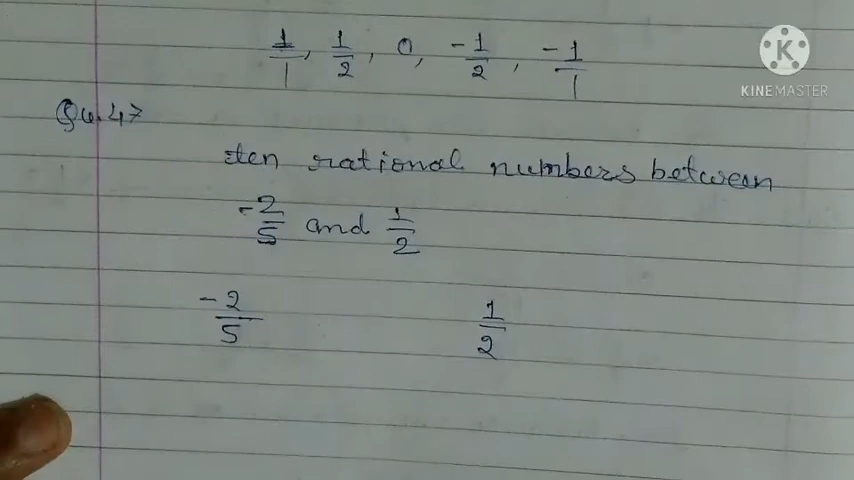 1/1, 1/2, 0, -1/2, -1/1
KINEMASTER
Qu.47
ten rational numbers between
-2/5 and 1/2
-2/5 1/2